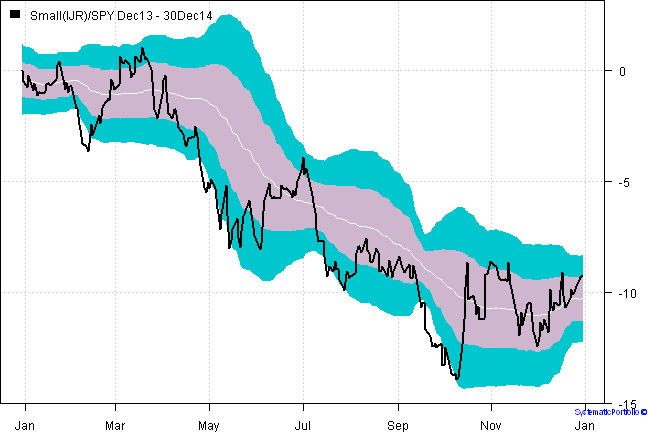 Small(IJR)/SPY Dec13 - 30Dec14
0
-5
-10
-15
SystematicPortfolio ©
Jan Mar May Jul Sep Nov Jan